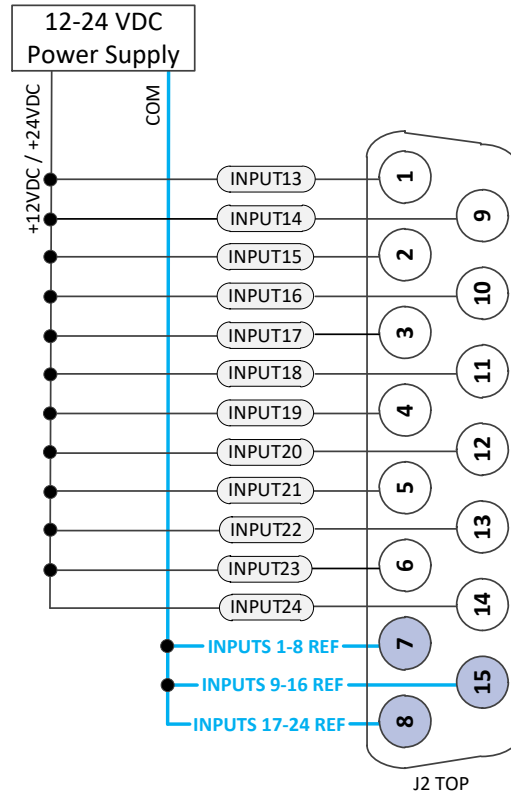 12-24 VDC
Power Supply
+12VDC / +24VDC
COM
INPUT13
1
INPUT14
9
INPUT15
2
INPUT16
10
INPUT17
3
INPUT18
11
INPUT19
4
INPUT20
12
INPUT21
5
INPUT22
13
INPUT23
6
INPUT24
14
INPUTS 1-8 REF
7
INPUTS 9-16 REF
15
INPUTS 17-24 REF
8
J2 TOP